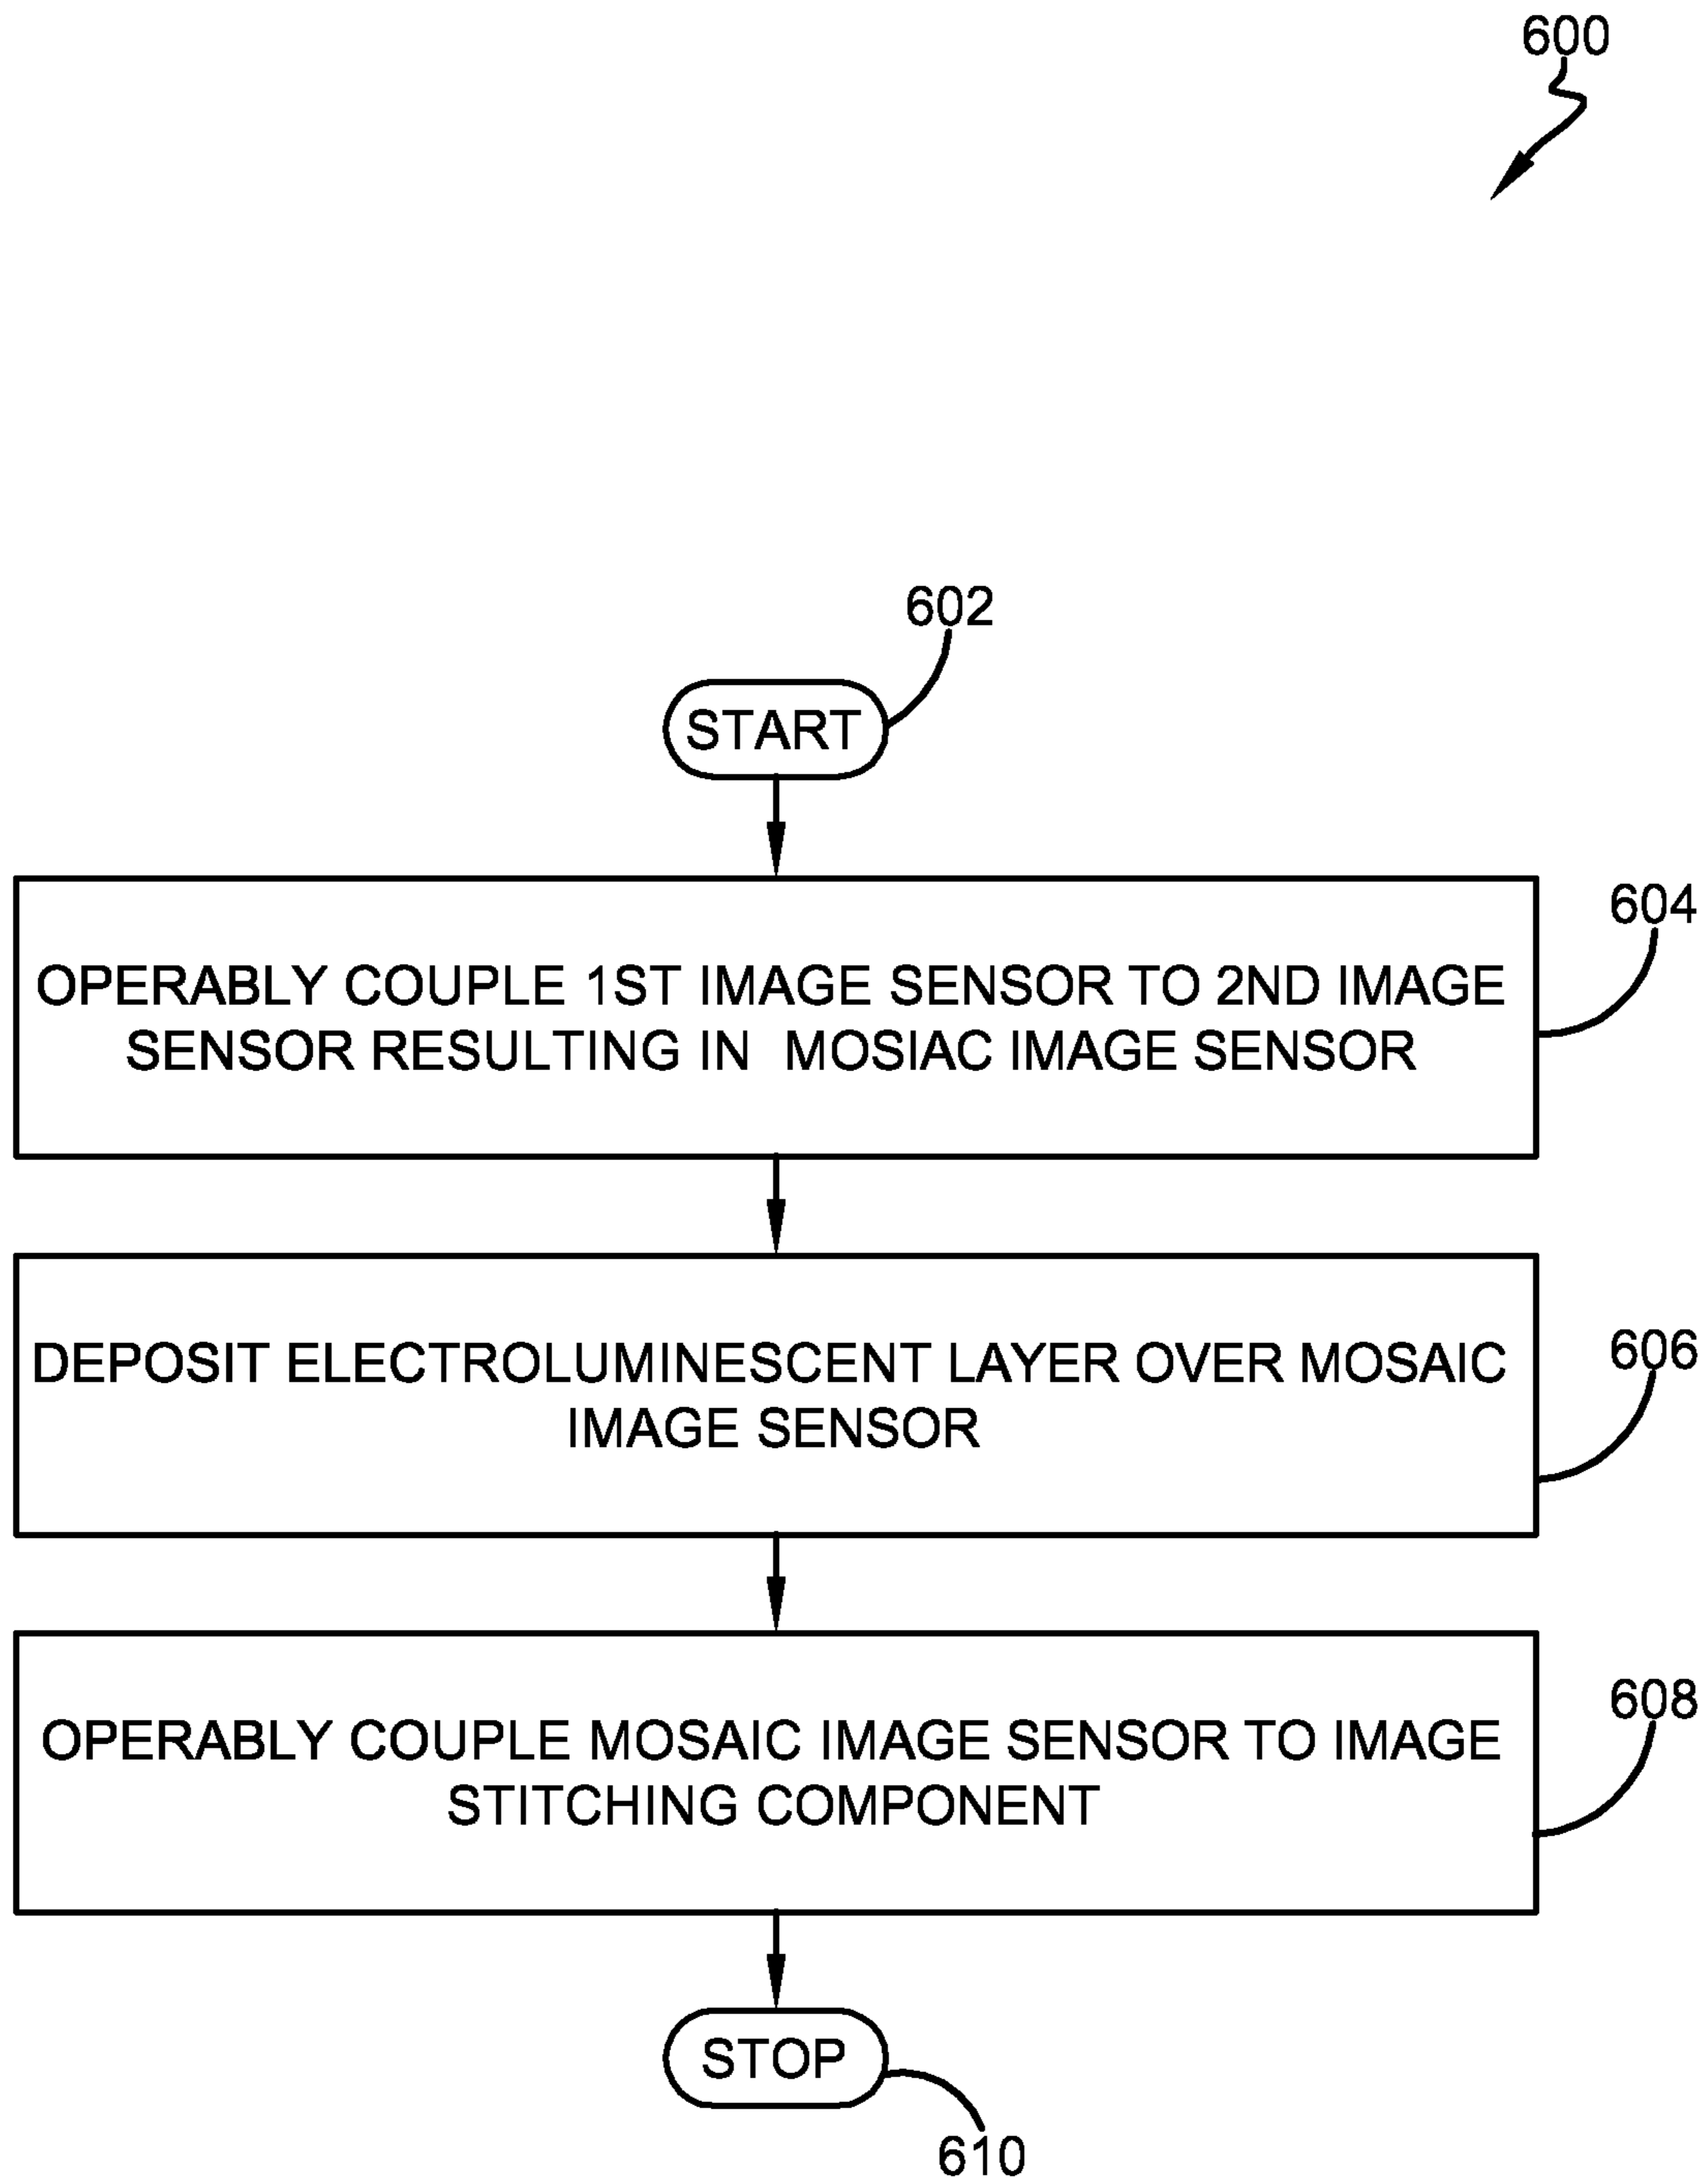 600
602
START
604
OPERABLY COUPLE 1ST IMAGE SENSOR TO 2ND IMAGE
SENSOR RESULTING IN MOSIAC IMAGE SENSOR
606
DEPOSIT ELECTROLUMINESCENT LAYER OVER MOSAIC
IMAGE SENSOR
608
OPERABLY COUPLE MOSAIC IMAGE SENSOR TO IMAGE
STITCHING COMPONENT
STOP
610